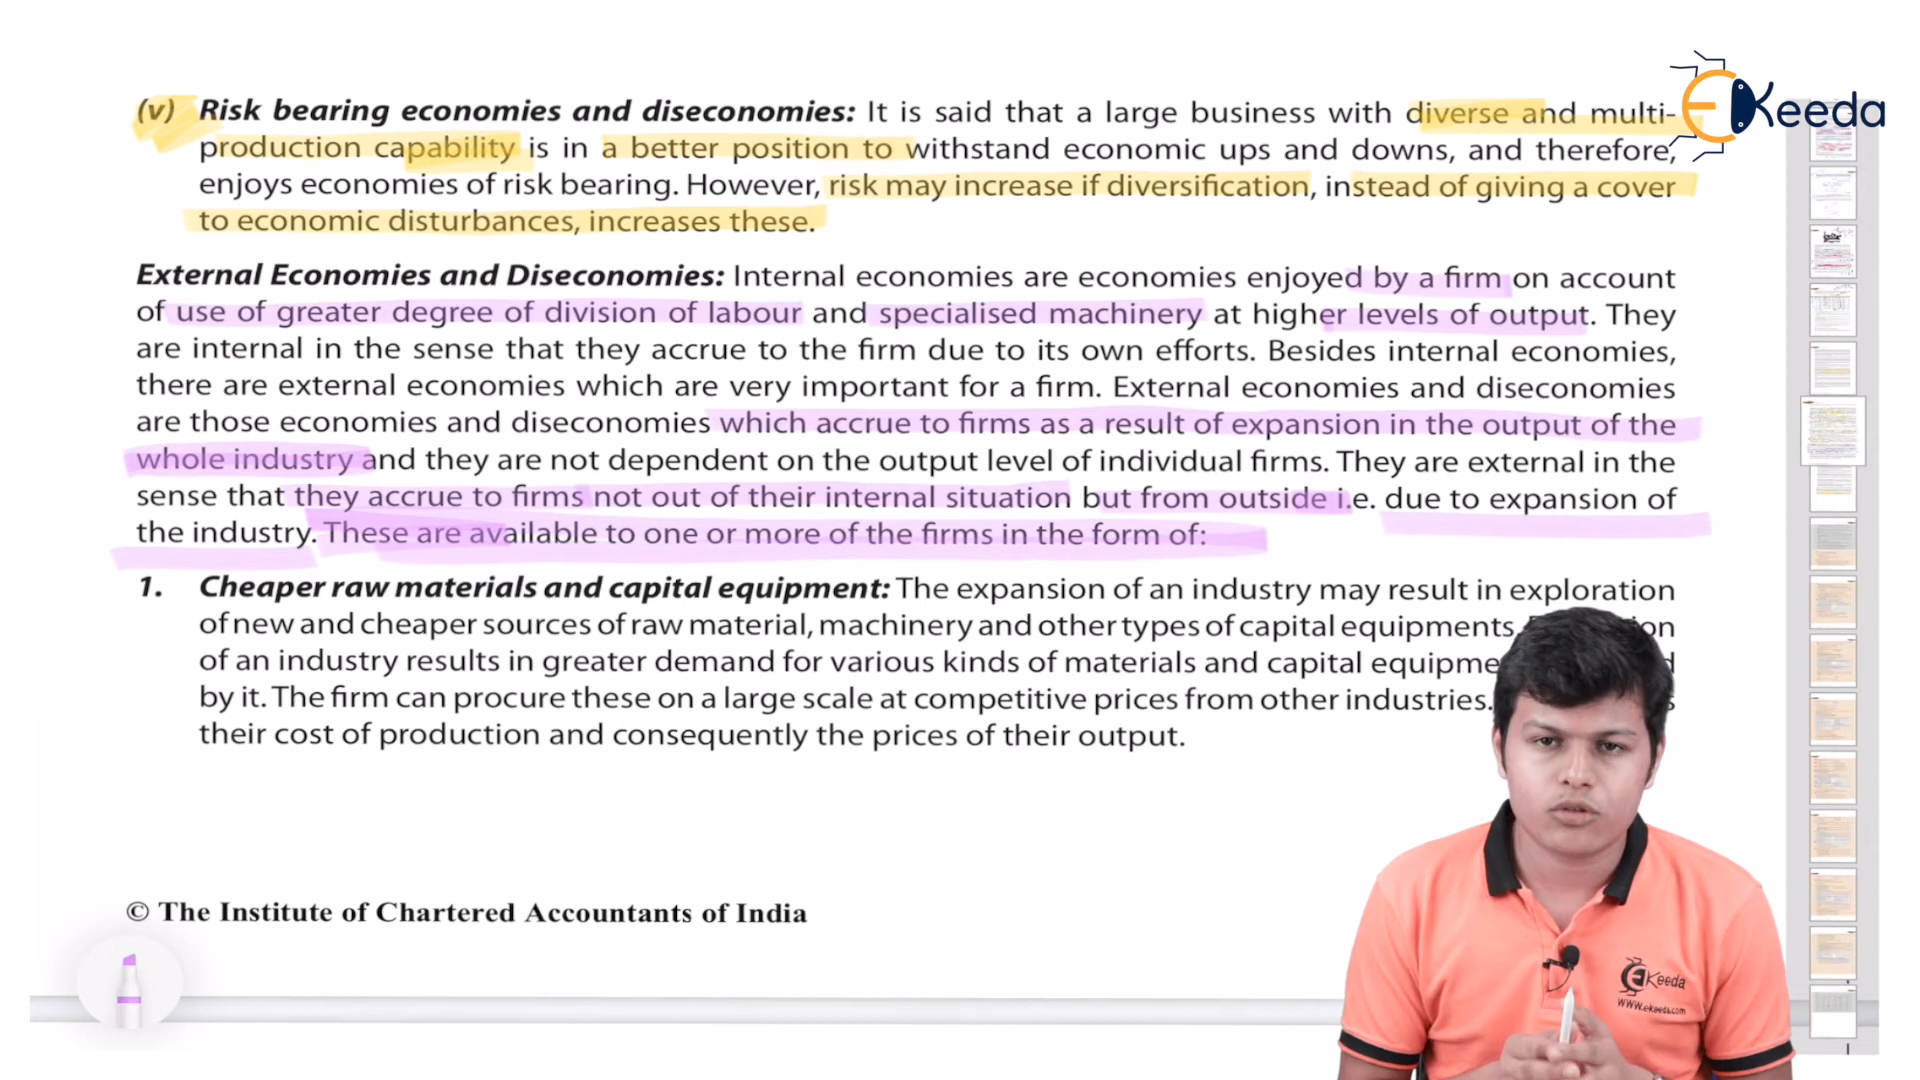 EKeeda
(v) Risk bearing economies and diseconomies: It is said that a large business with diverse and multi-
production capability is in a better position to withstand economic ups and downs, and therefore,
enjoys economies of risk bearing. However, risk may increase if diversification, instead of giving a cover
to economic disturbances, increases these.
External Economies and Diseconomies: Internal economies are economies enjoyed by a firm on account
of use of greater degree of division of labour and specialised machinery at higher levels of output. They
are internal in the sense that they accrue to the firm due to its own efforts. Besides internal economies,
there are external economies which are very important for a firm. External economies and diseconomies
are those economies and diseconomies which accrue to firms as a result of expansion in the output of the
whole industry and they are not dependent on the output level of individual firms. They are external in the
sense that they accrue to firms not out of their internal situation but from outside i.e. due to expansion of
the industry. These are available to one or more of the firms in the form of:
1. Cheaper raw materials and capital equipment: The expansion of an industry may result in exploration
of new and cheaper sources of raw material, machinery and other types of capital equipments.
of an industry results in greater demand for various kinds of materials and capital
by it. The firm can procure these on a large scale at competitive prices from other industries.
their cost of production and consequently the prices of their output.
© The Institute of Chartered Accountants of India
EKeeda
www.ekeeda.com